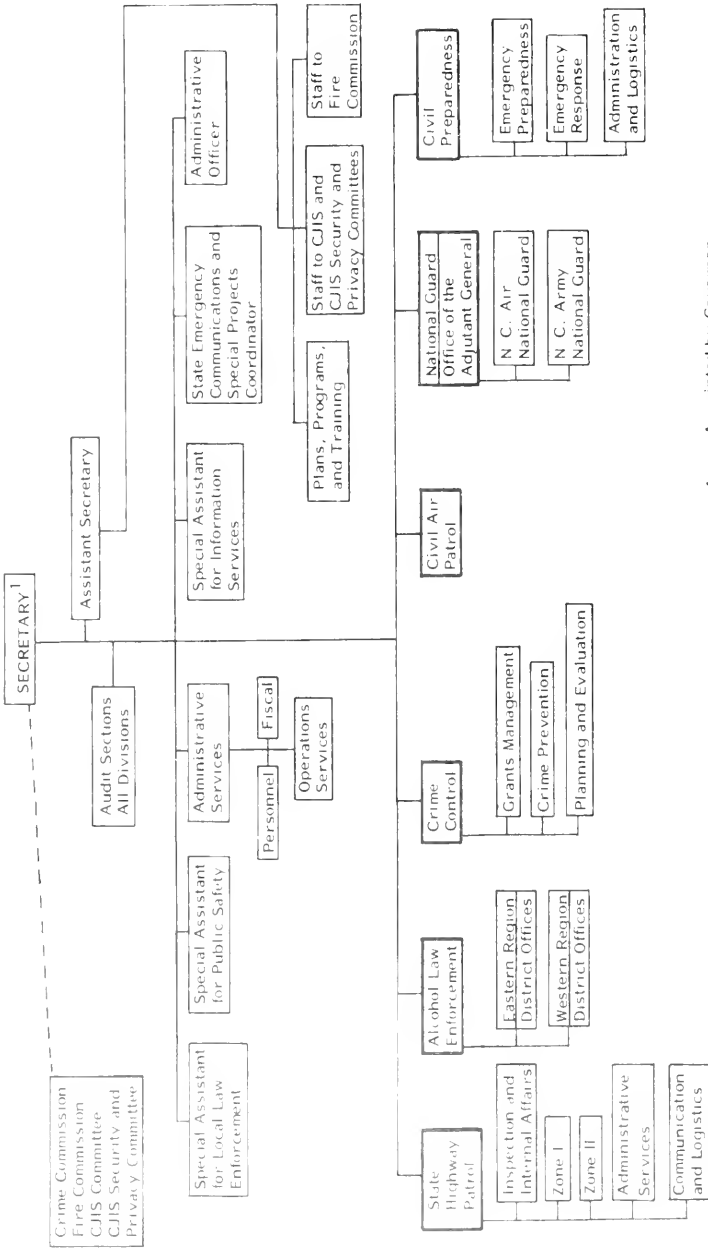 SECRETARY¹
Crime Commission
Fire Commission
CJIS Committee
CJIS Security and
Privacy Committee
Assistant Secretary
Audit Sections
All Divisions
Special Assistant
for Local Law
Enforcement
Special Assistant
for Public Safety
Administrative
Services
Personnel
Fiscal
Operations
Services
Special Assistant
for Information
Services
State Emergency
Communications and
Special Projects
Coordinator
Administrative
Officer
Plans, Programs,
and Training
Staff to CJIS and
CJIS Security and
Privacy Committees
Staff to
Fire
Commission
State
Highway
Patrol
Inspection and
Internal Affairs
Zone I
Zone II
Administrative
Services
Communication
and Logistics
Alcohol Law
Enforcement
Eastern Region
District Offices
Western Region
District Offices
Crime
Control
Grants Management
Crime Prevention
Planning and Evaluation
Civil Air
Patrol
National Guard
Office of the
Adjutant General
N C. Air
National Guard
N C. Army
National Guard
Civil
Preparedness
Emergency
Preparedness
Emergency
Response
Administration
and Logistics